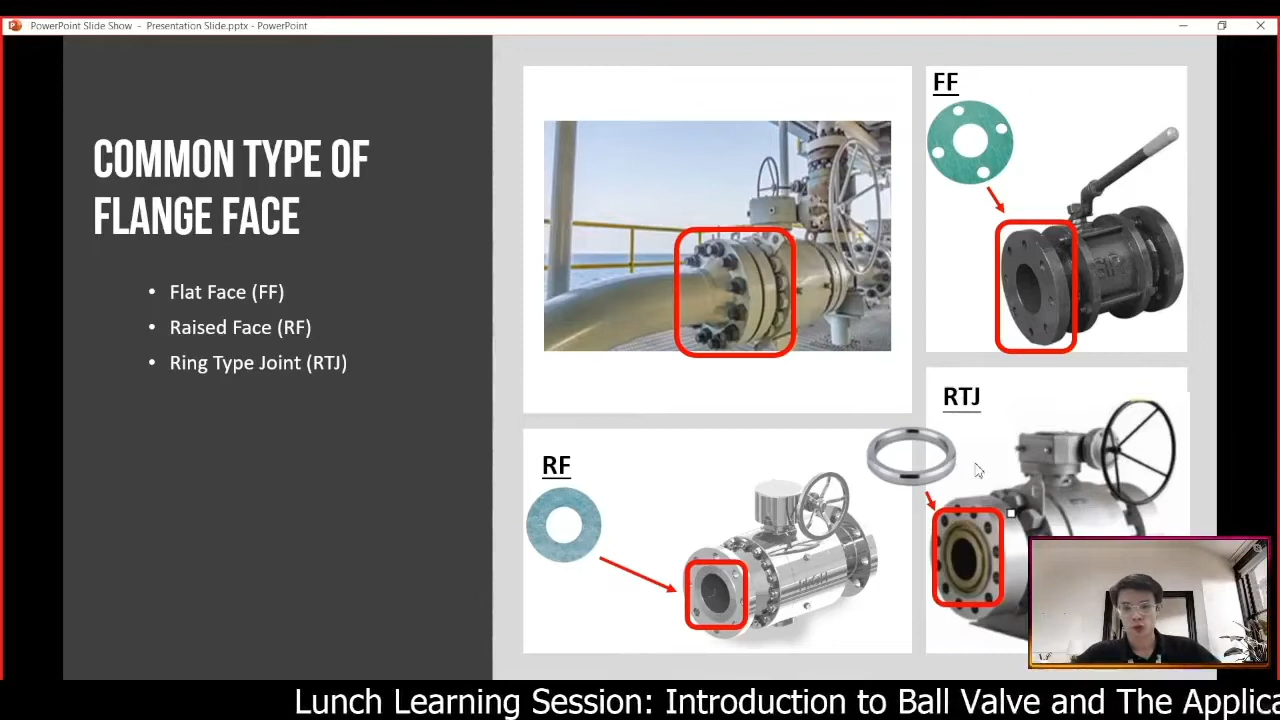 PowerPoint Slide Show - Presentation Slide.pptx - PowerPoint
COMMON TYPE OF
FLANGE FACE
• Flat Face (FF)
• Raised Face (RF)
• Ring Type Joint (RTJ)
FF
RF
RTJ
Lunch Learning Session: Introduction to Ball Valve and The Applica